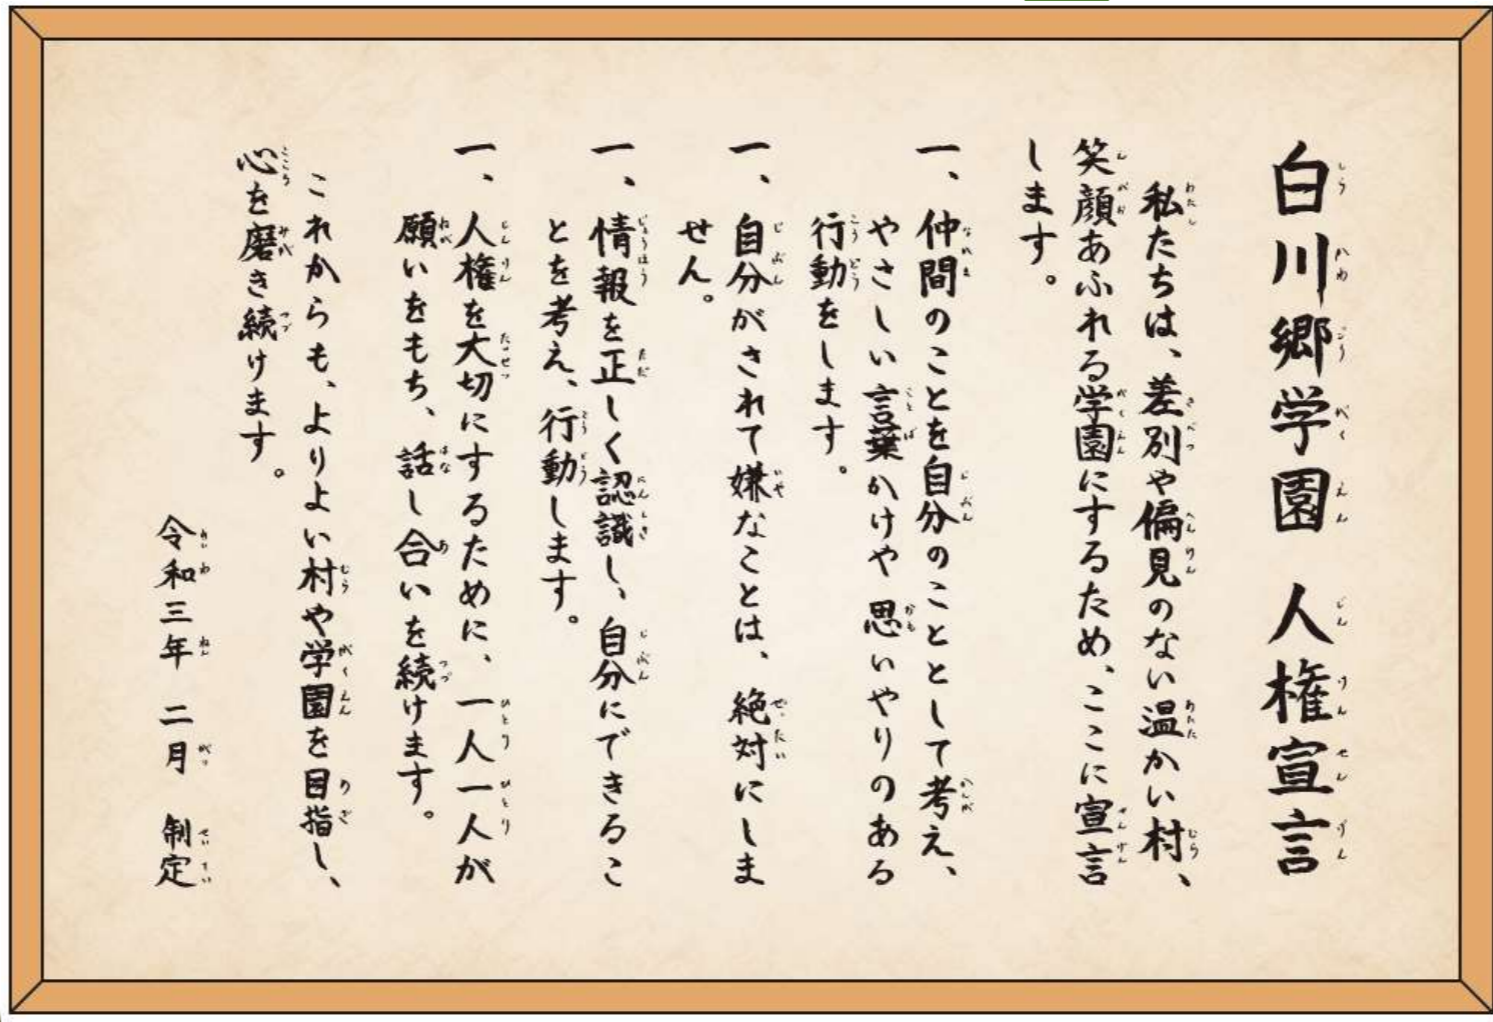 白川郷学園 人権宣言
私たちは、差別や偏見のない温かい村、
笑顔あふれる学園にするため、ここに宣言
します。
一、仲間のことを自分のこととして考え、
やさしい言葉かけや思いやりのある
行動をします。
一、自分がされて嫌なことは、絶対にしま
せん。
一、情報を正しく認識し、自分にできるこ
とを考え、行動します。
一、人権を大切にするために、一人一人が
願いをもち、話し合いを続けます。
これからも、よりよい村や学園を目指し、
心を磨き続けます。
令和三年 二月 制定